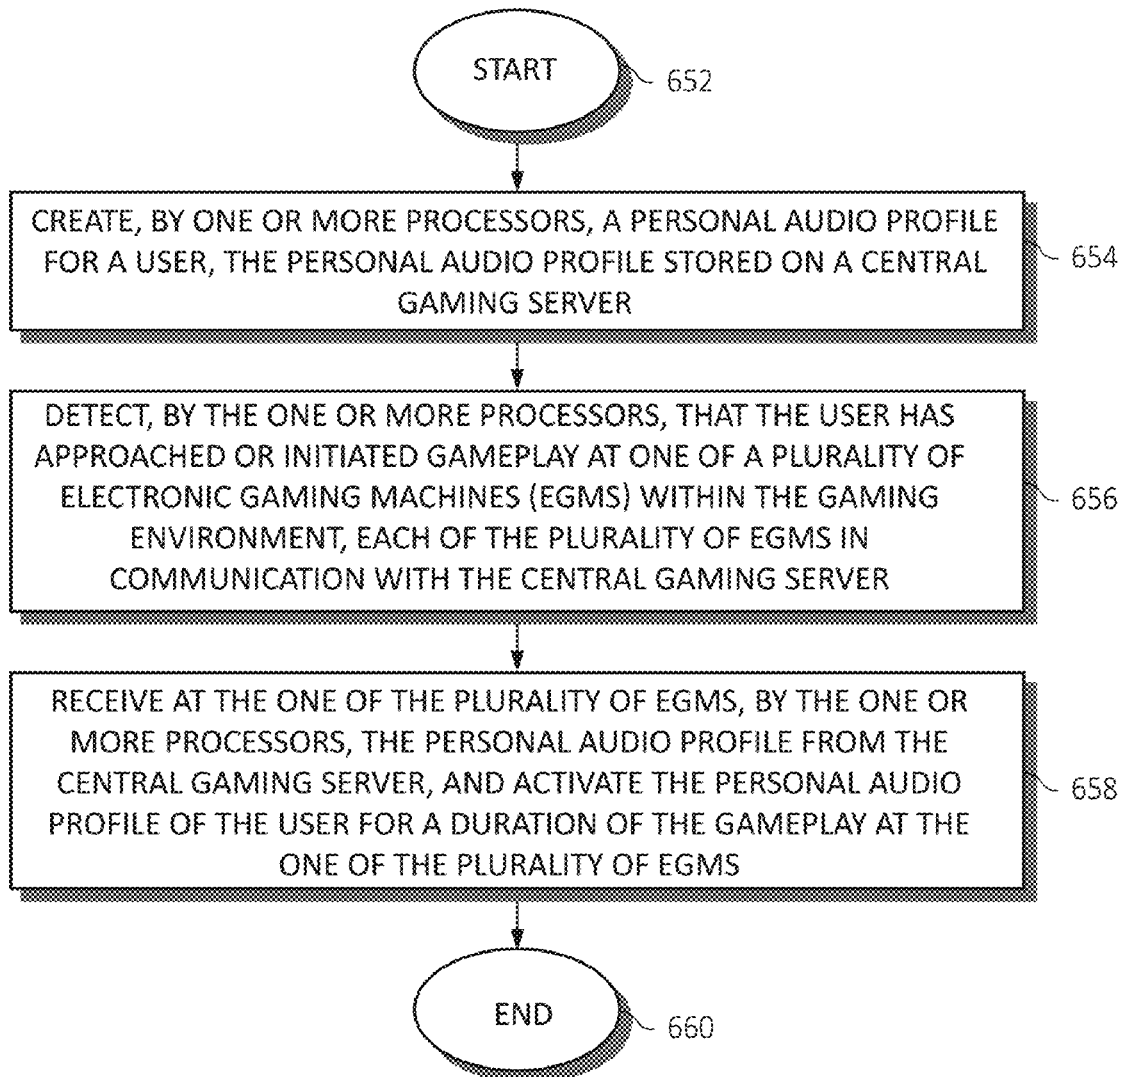 START
652
CREATE, BY ONE OR MORE PROCESSORS, A PERSONAL AUDIO PROFILE
FOR A USER, THE PERSONAL AUDIO PROFILE STORED ON A CENTRAL
GAMING SERVER
654
DETECT, BY THE ONE OR MORE PROCESSORS, THAT THE USER HAS
APPROACHED OR INITIATED GAMEPLAY AT ONE OF A PLURALITY OF
ELECTRONIC GAMING MACHINES (EGMS) WITHIN THE GAMING
ENVIRONMENT, EACH OF THE PLURALITY OF EGMS IN
COMMUNICATION WITH THE CENTRAL GAMING SERVER
656
RECEIVE AT THE ONE OF THE PLURALITY OF EGMS, BY THE ONE OR
MORE PROCESSORS, THE PERSONAL AUDIO PROFILE FROM THE
CENTRAL GAMING SERVER, AND ACTIVATE THE PERSONAL AUDIO
PROFILE OF THE USER FOR A DURATION OF THE GAMEPLAY AT THE
ONE OF THE PLURALITY OF EGMS
658
END
660